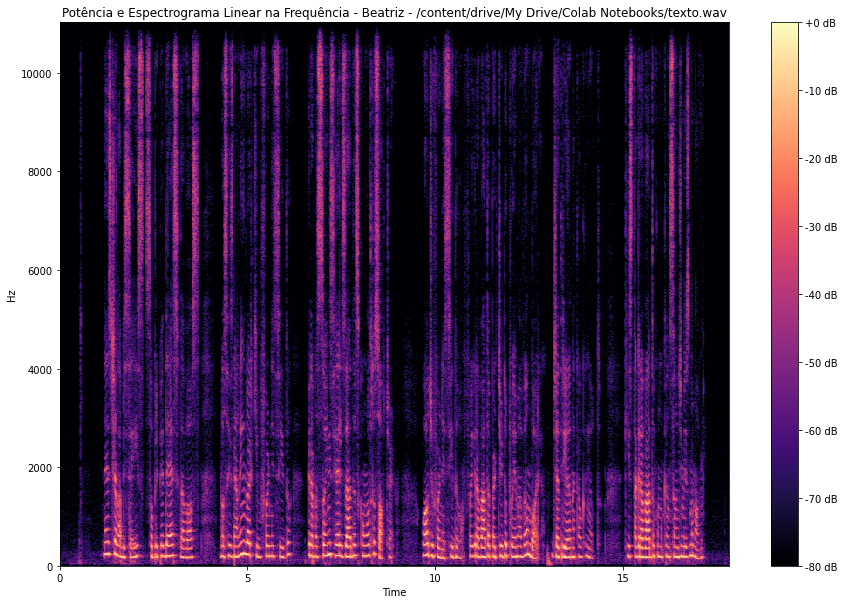 Potência e Espectrograma Linear na Frequência - Beatriz - /content/drive/My Drive/Colab Notebooks/texto.wav
10000
8000
6000
4000
2000
0
Hz
0
5
10
15
Time
+0 dB
-10 dB
-20 dB
-30 dB
-40 dB
-50 dB
-60 dB
-70 dB
-80 dB